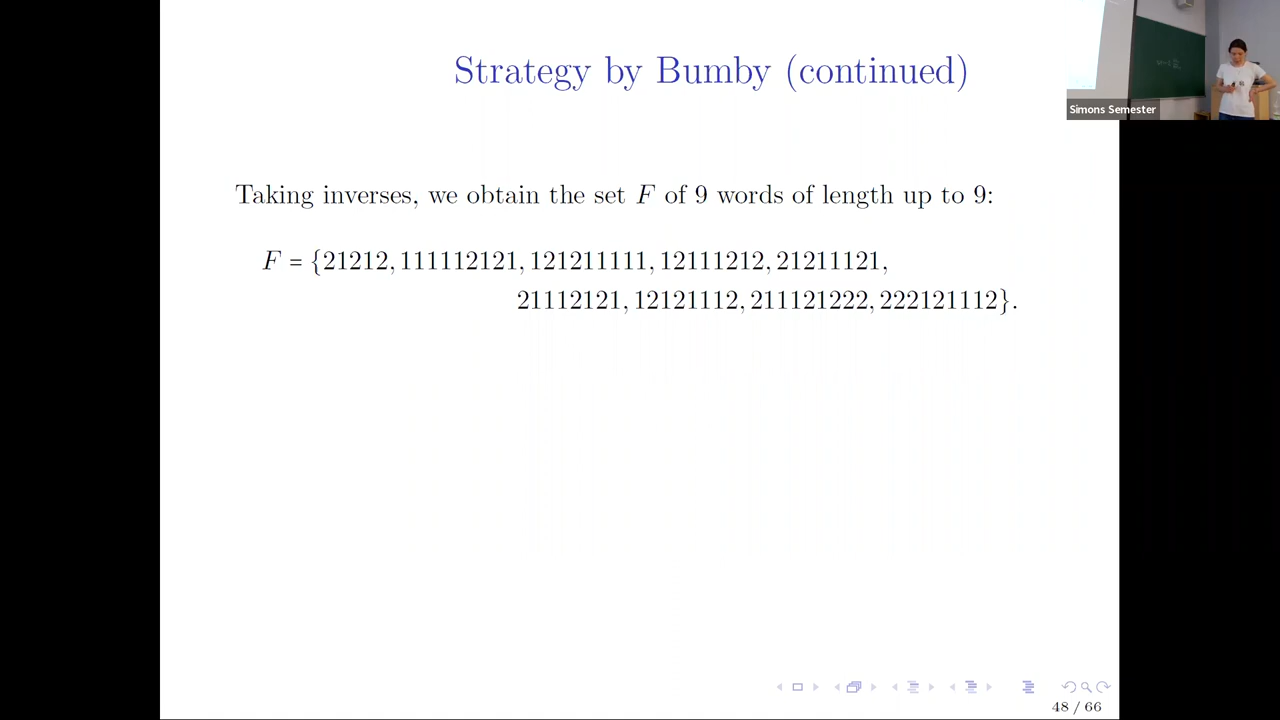 Strategy by Bumby (continued)
Simons Semester
Taking inverses, we obtain the set F of 9 words of length up to 9:
F = {21212, 111112121, 121211111, 12111212, 21211121,
21112121, 12121112, 211121222, 222121112}.
48 / 66